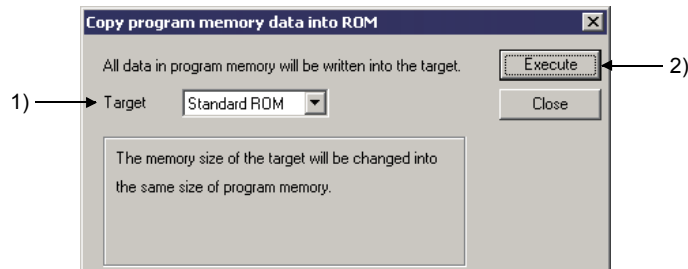 Copy program memory data into ROM
All data in program memory will be written into the target.
Execute
2)
1)
Target
Standard ROM
Close
The memory size of the target will be changed into
the same size of program memory.